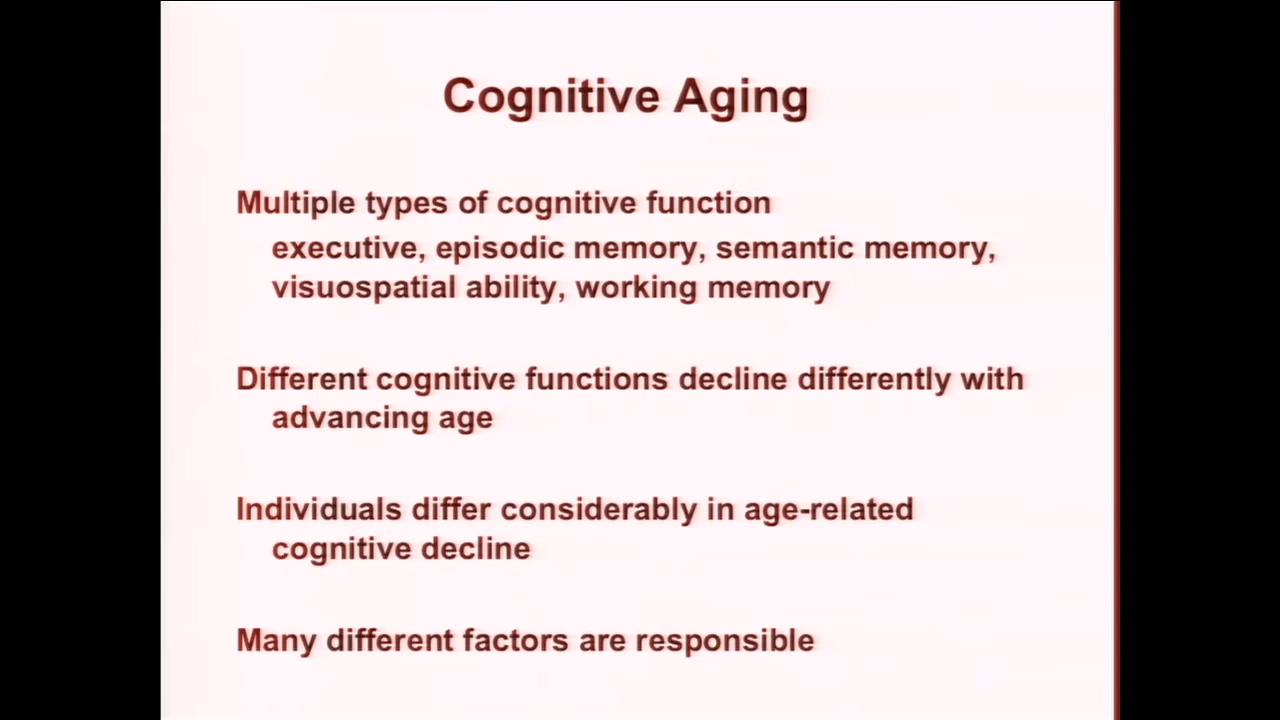 Cognitive Aging
Multiple types of cognitive function
executive, episodic memory, semantic memory,
visuospatial ability, working memory
Different cognitive functions decline differently with
advancing age
Individuals differ considerably in age-related
cognitive decline
Many different factors are responsible